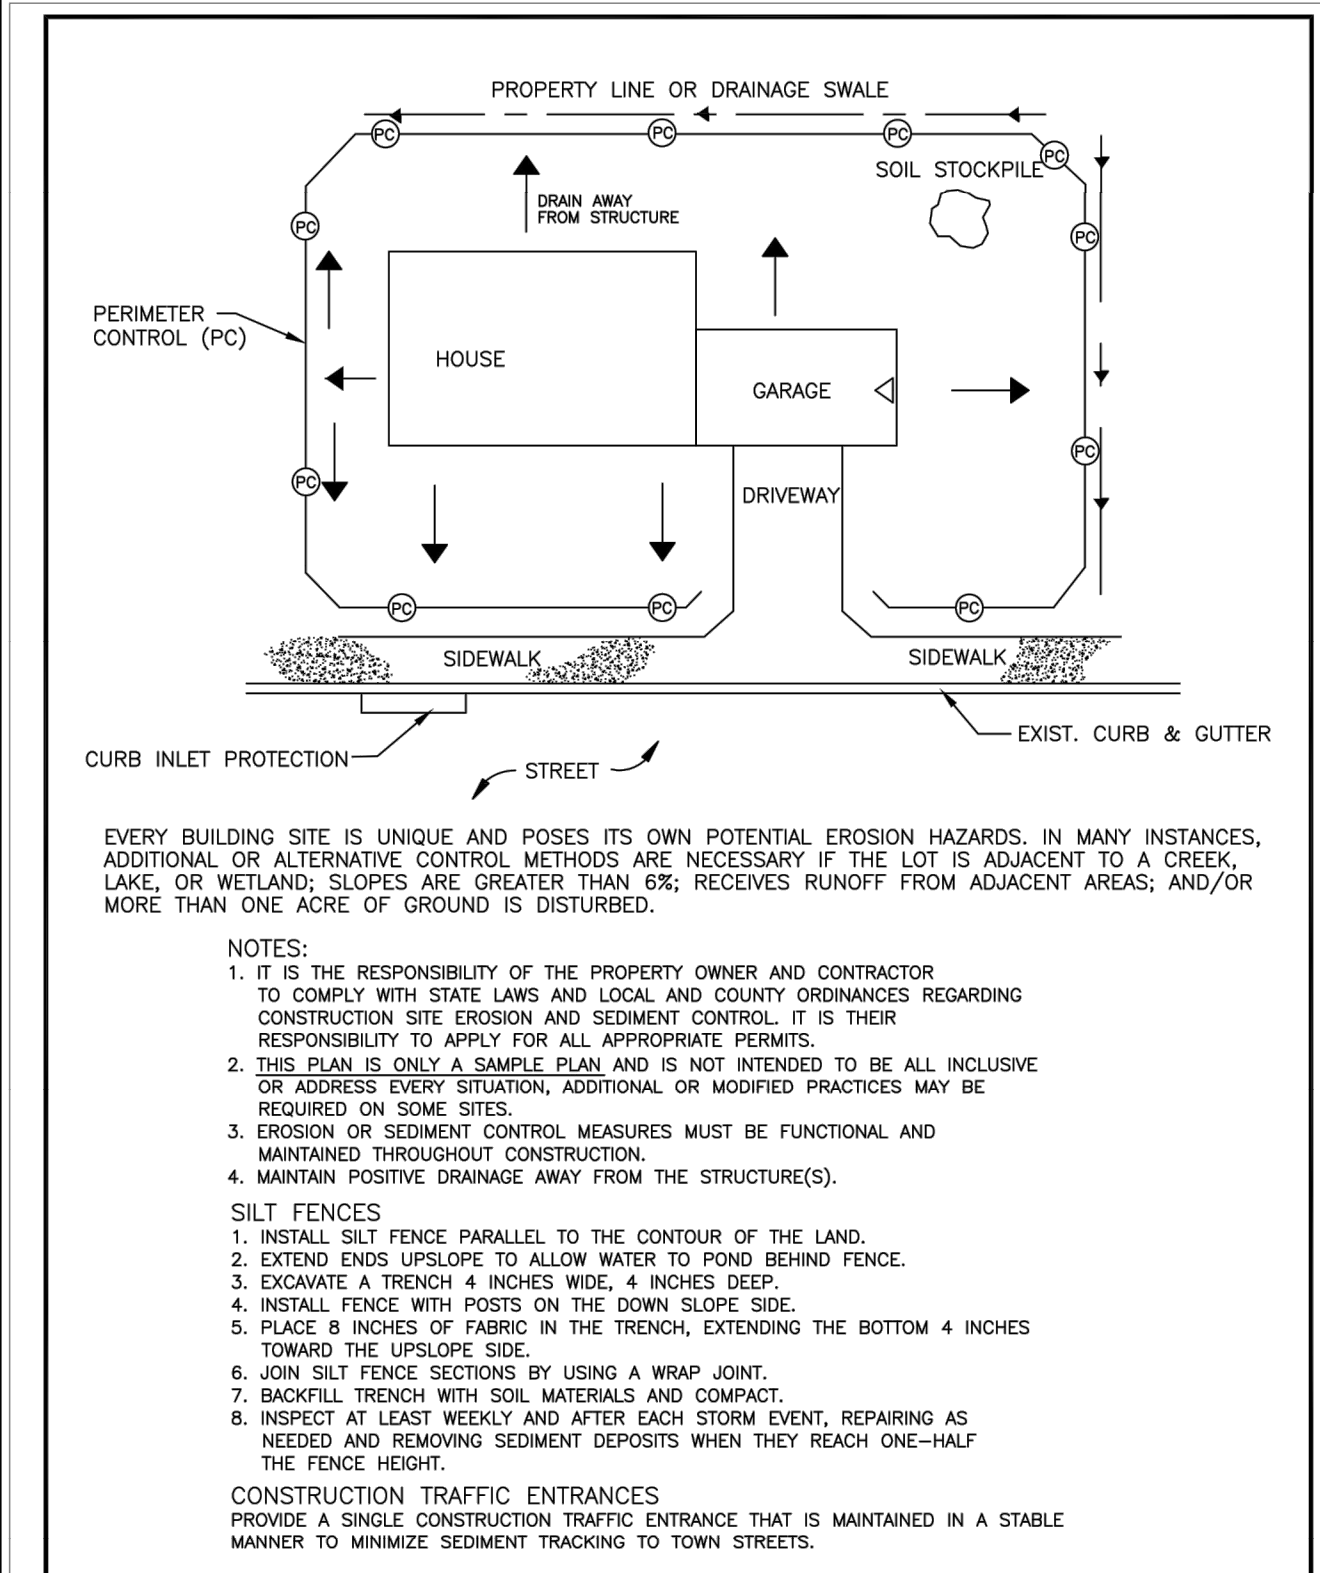 PROPERTY LINE OR DRAINAGE SWALE
PC
PC
PC
PC
SOIL STOCKPILE
DRAIN AWAY
FROM STRUCTURE
PC
PC
PERIMETER
CONTROL (PC)
HOUSE
GARAGE
PC
PC
DRIVEWAY
PC
PC
PC
SIDEWALK
SIDEWALK
EXIST. CURB & GUTTER
CURB INLET PROTECTION
STREET
EVERY BUILDING SITE IS UNIQUE AND POSES ITS OWN POTENTIAL EROSION HAZARDS. IN MANY INSTANCES,
ADDITIONAL OR ALTERNATIVE CONTROL METHODS ARE NECESSARY IF THE LOT IS ADJACENT TO A CREEK,
LAKE, OR WETLAND; SLOPES ARE GREATER THAN 6%; RECEIVES RUNOFF FROM ADJACENT AREAS; AND/OR
MORE THAN ONE ACRE OF GROUND IS DISTURBED.
NOTES:
1. IT IS THE RESPONSIBILITY OF THE PROPERTY OWNER AND CONTRACTOR
TO COMPLY WITH STATE LAWS AND LOCAL AND COUNTY ORDINANCES REGARDING
CONSTRUCTION SITE EROSION AND SEDIMENT CONTROL. IT IS THEIR
RESPONSIBILITY TO APPLY FOR ALL APPROPRIATE PERMITS.
2. THIS PLAN IS ONLY A SAMPLE PLAN AND IS NOT INTENDED TO BE ALL INCLUSIVE
OR ADDRESS EVERY SITUATION, ADDITIONAL OR MODIFIED PRACTICES MAY BE
REQUIRED ON SOME SITES.
3. EROSION OR SEDIMENT CONTROL MEASURES MUST BE FUNCTIONAL AND
MAINTAINED THROUGHOUT CONSTRUCTION.
4. MAINTAIN POSITIVE DRAINAGE AWAY FROM THE STRUCTURE(S).
SILT FENCES
1. INSTALL SILT FENCE PARALLEL TO THE CONTOUR OF THE LAND.
2. EXTEND ENDS UPSLOPE TO ALLOW WATER TO POND BEHIND FENCE.
3. EXCAVATE A TRENCH 4 INCHES WIDE, 4 INCHES DEEP.
4. INSTALL FENCE WITH POSTS ON THE DOWN SLOPE SIDE.
5. PLACE 8 INCHES OF FABRIC IN THE TRENCH, EXTENDING THE BOTTOM 4 INCHES
TOWARD THE UPSLOPE SIDE.
6. JOIN SILT FENCE SECTIONS BY USING A WRAP JOINT.
7. BACKFILL TRENCH WITH SOIL MATERIALS AND COMPACT.
8. INSPECT AT LEAST WEEKLY AND AFTER EACH STORM EVENT, REPAIRING AS
NEEDED AND REMOVING SEDIMENT DEPOSITS WHEN THEY REACH ONE-HALF
THE FENCE HEIGHT.
CONSTRUCTION TRAFFIC ENTRANCES
PROVIDE A SINGLE CONSTRUCTION TRAFFIC ENTRANCE THAT IS MAINTAINED IN A STABLE
MANNER TO MINIMIZE SEDIMENT TRACKING TO TOWN STREETS.